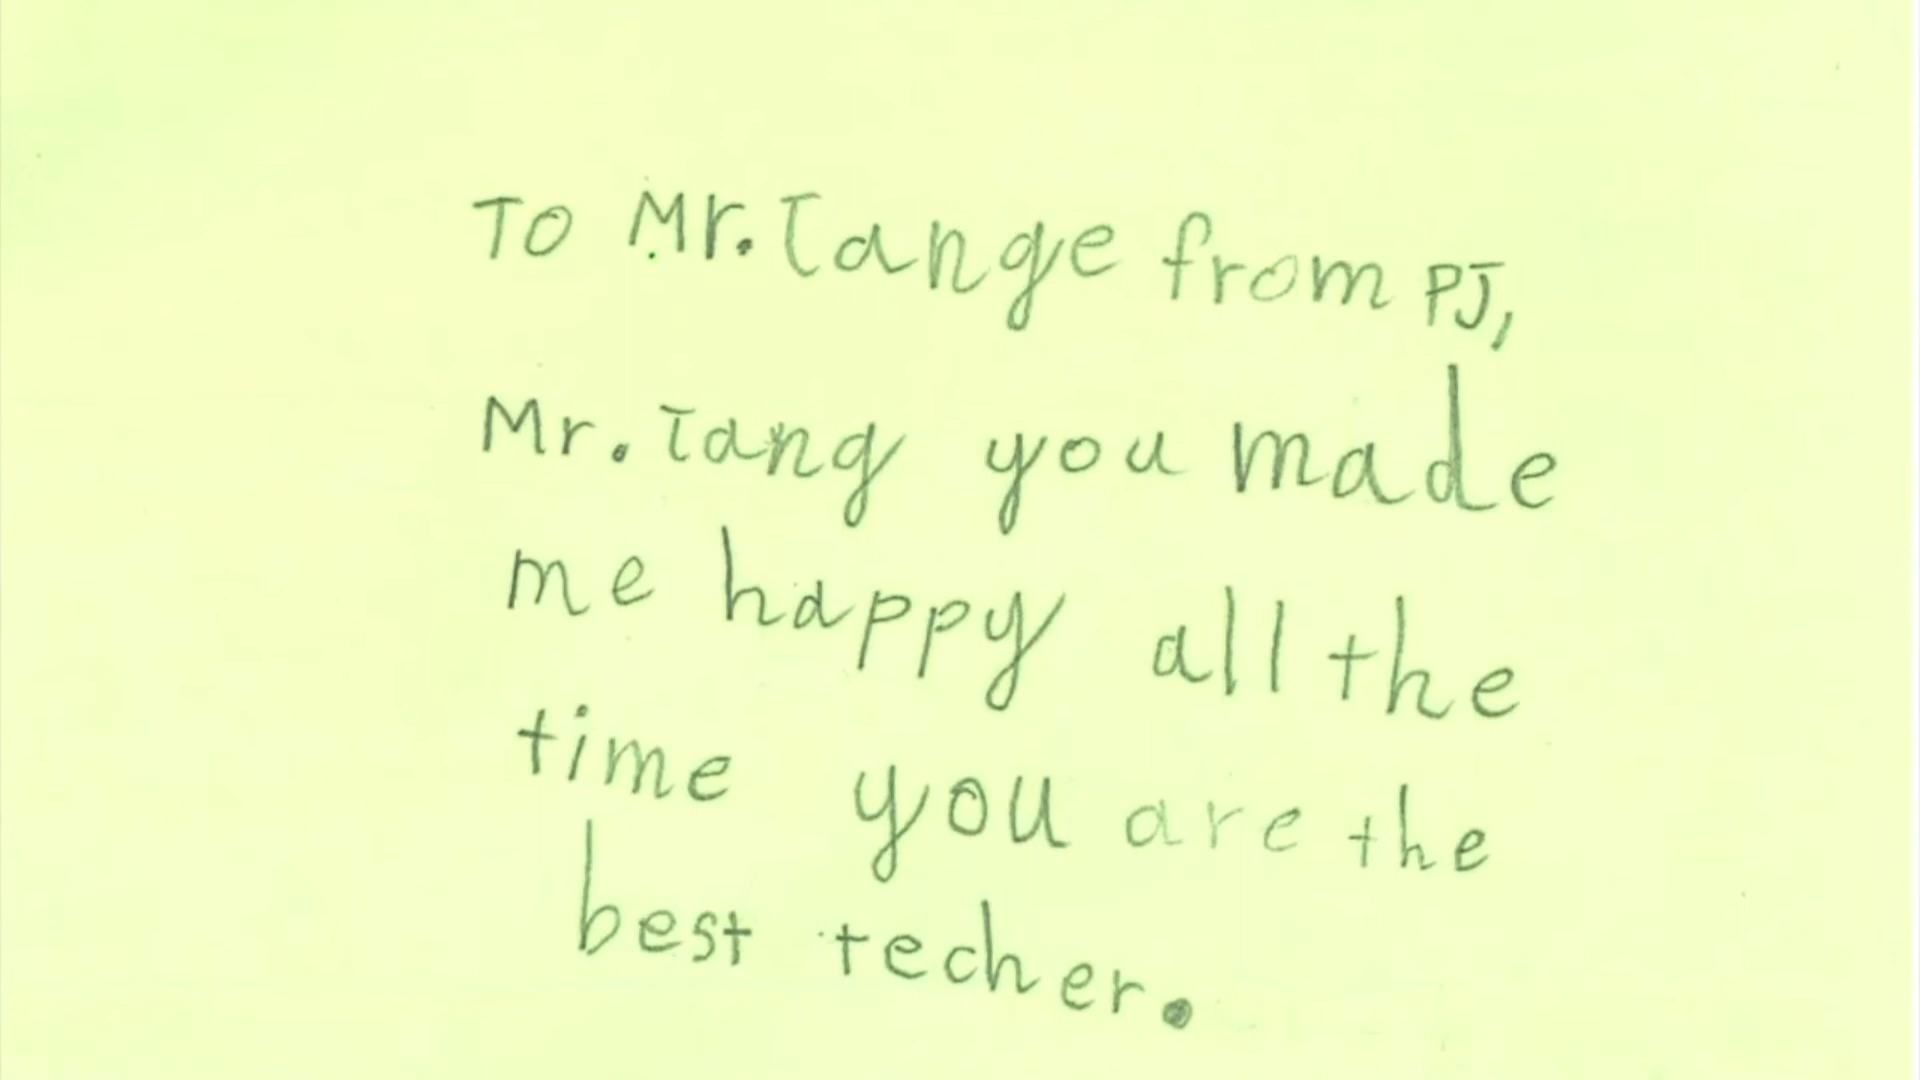 To Mr. Tange from PJ,
Mr. Tang you made
me happy all the
time you are the
best techer.